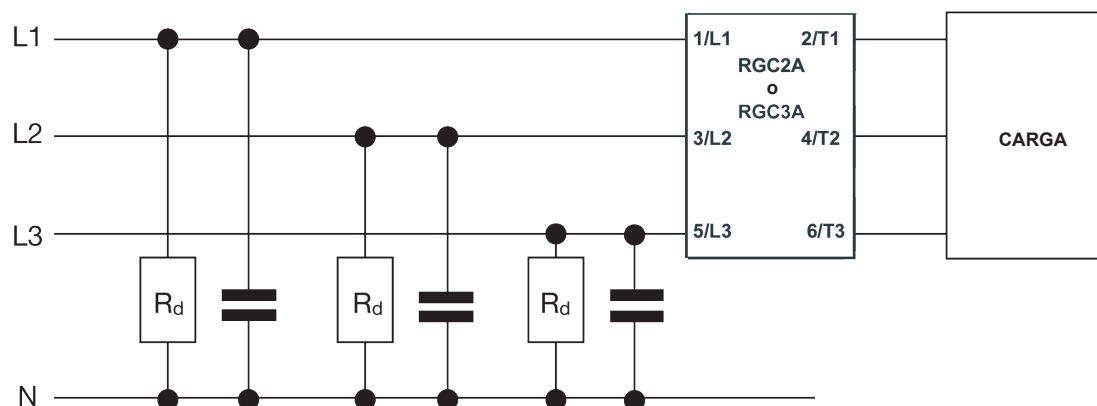 L1
1/L1 2/T1
RGC2A
o
RGC3A
L2
3/L2 4/T2
CARGA
L3
5/L3 6/T3
Rd
Rd
Rd
N